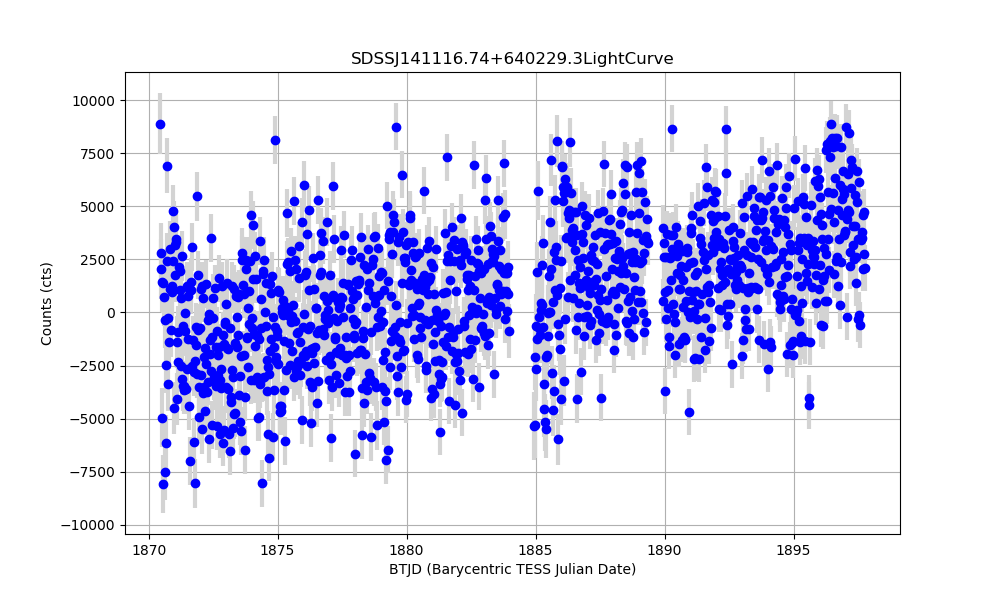 SDSSJ141116.74+640229.3LightCurve
10000
7500
5000
2500
0
−2500
−5000
−7500
−10000
Counts (cts)
1870 1875 1880 1885 1890 1895
BTJD (Barycentric TESS Julian Date)